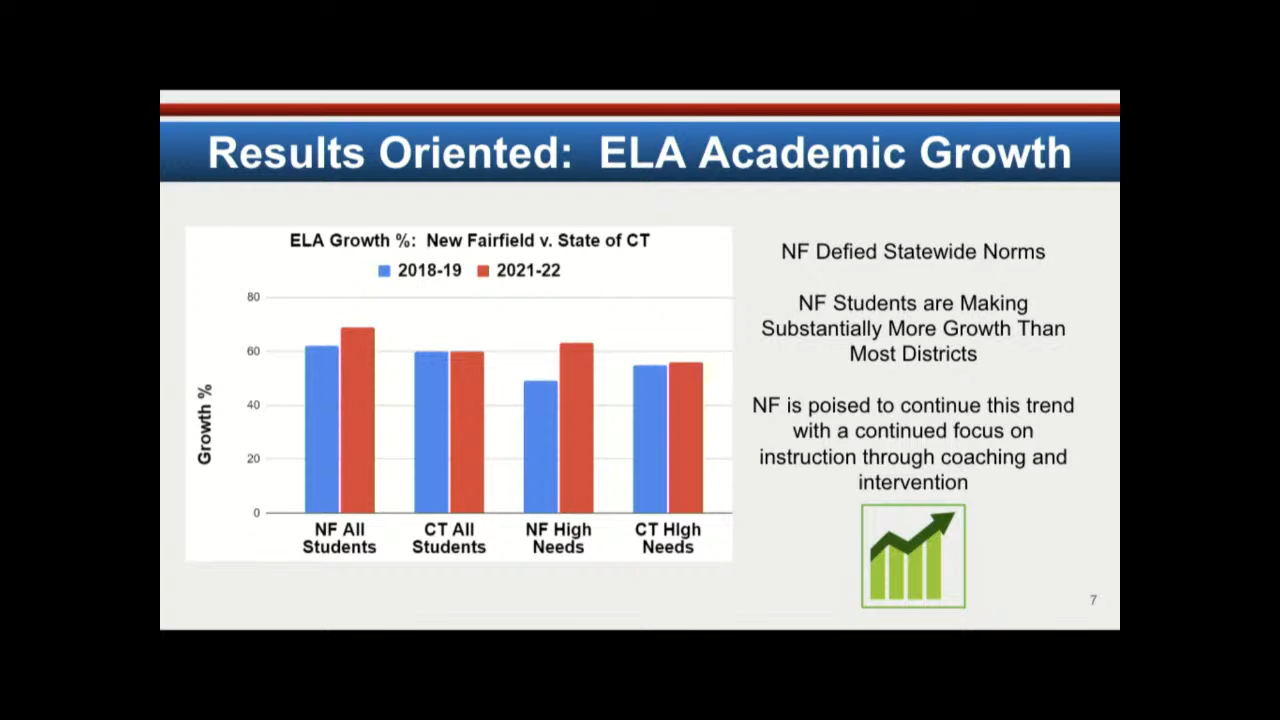 Results Oriented:  ELA Academic Growth
ELA Growth %:  New Fairfield v. State of CT
2018-19 2021-22
80
60
40
20
0
Growth %
NF All
Students
CT All
Students
NF High
Needs
CT HIgh
Needs
NF Defied Statewide Norms
NF Students are Making
Substantially More Growth Than
Most Districts
NF is poised to continue this trend
with a continued focus on
instruction through coaching and
intervention
7